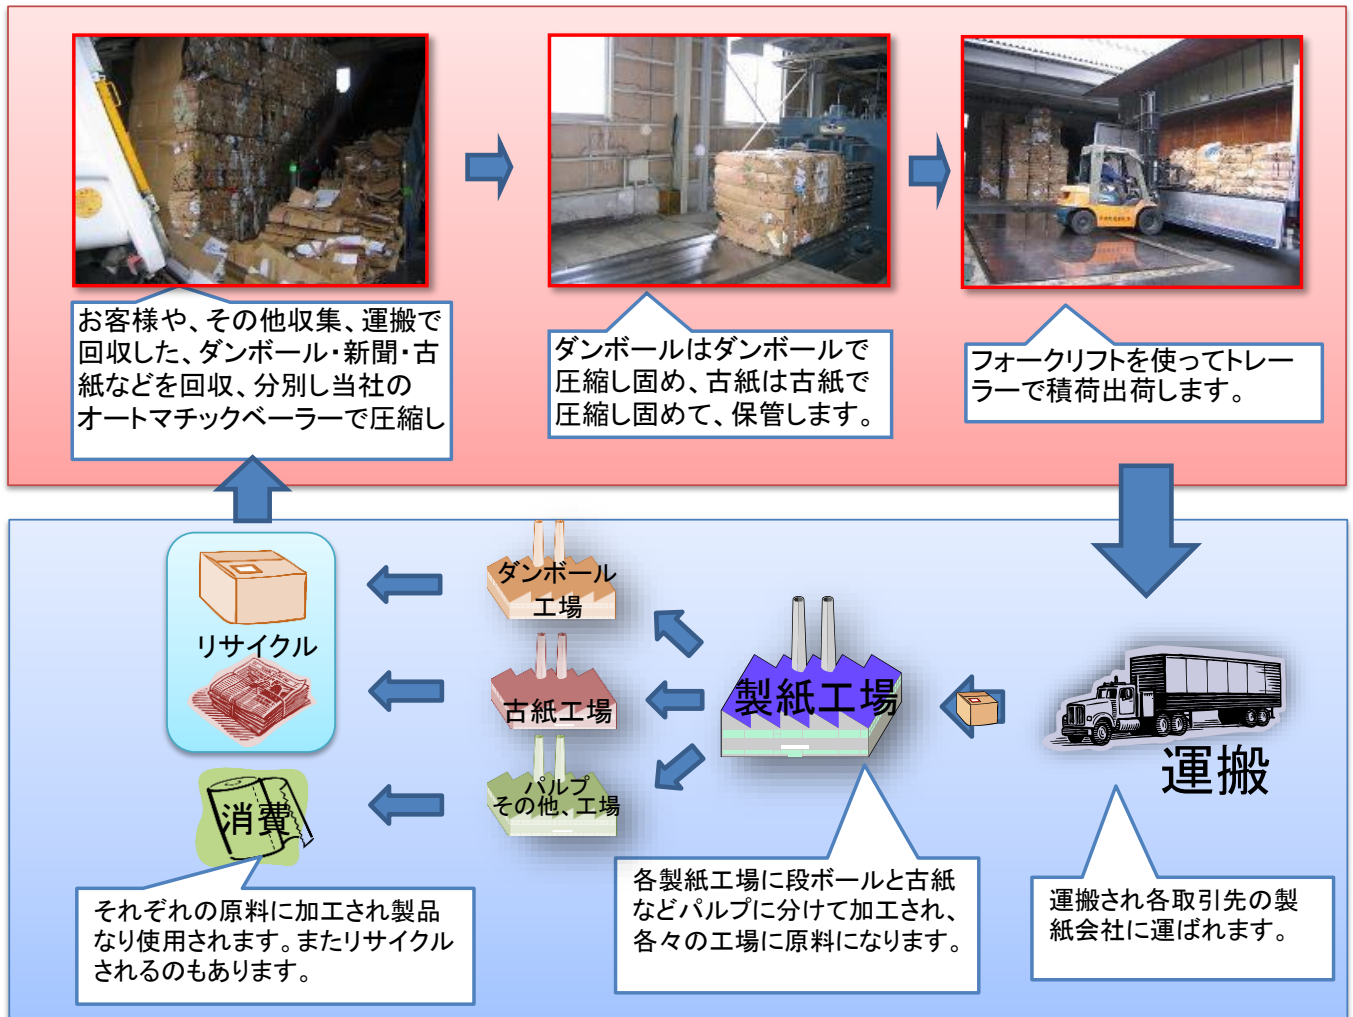 お客様や、その他収集、運搬で
回収した、ダンボール・新聞・古
紙などを回収、分別し当社の
オートマチックベーラーで圧縮し
ダンボールはダンボールで
圧縮し固め、古紙は古紙で
圧縮し固めて、保管します。
フォークリフトを使ってトレー
ラーで積荷出荷します。
リサイクル
ダンボール
工場
古紙工場
パルプ
その他、工場
製紙工場
運搬
消費
それぞれの原料に加工され製品
なり使用されます。またリサイクル
されるのもあります。
各製紙工場に段ボールと古紙
などパルプに分けて加工され、
各々の工場に原料になります。
運搬され各取引先の製
紙会社に運ばれます。